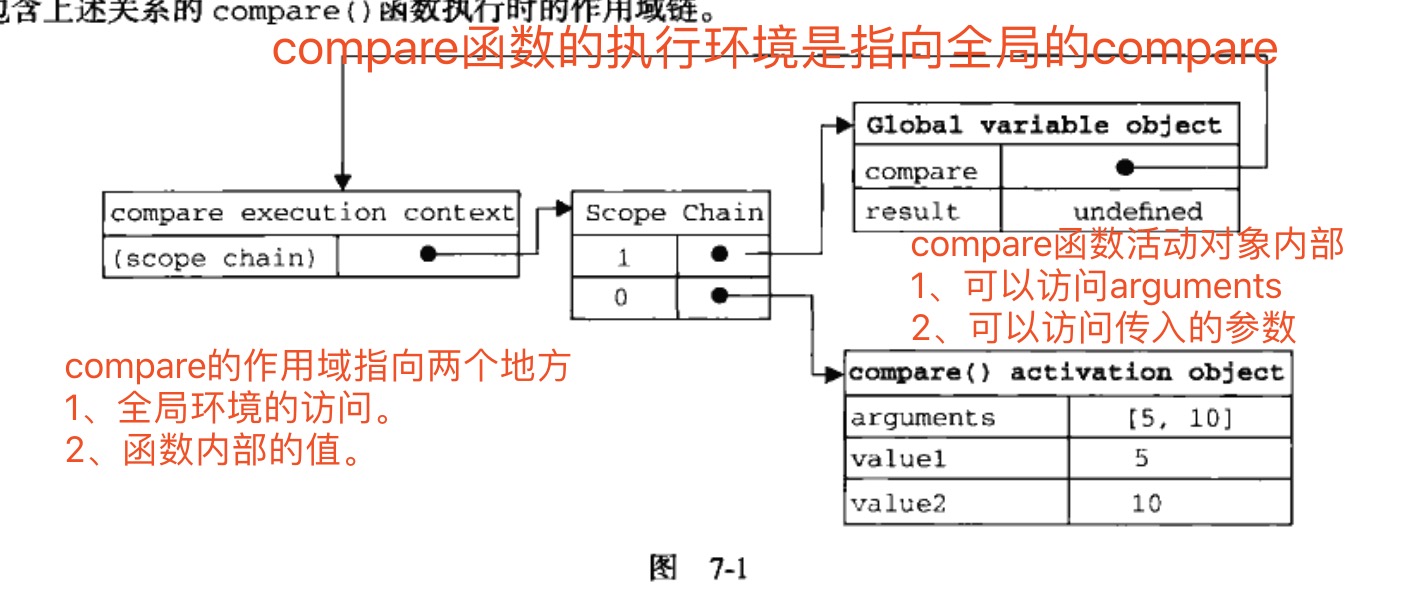 包含上述关系的 compare()函数执行时的作用域链。
compare函数的执行环境是指向全局的compare
Global variable object
compare
result undefined
compare execution context
(scope chain)
Scope Chain
1
0
compare函数活动对象内部
1、可以访问arguments
2、可以访问传入的参数
compare的作用域指向两个地方
1、全局环境的访问。
2、函数内部的值。
compare() activation object
arguments [5, 10]
value1 5
value2 10
图 7-1